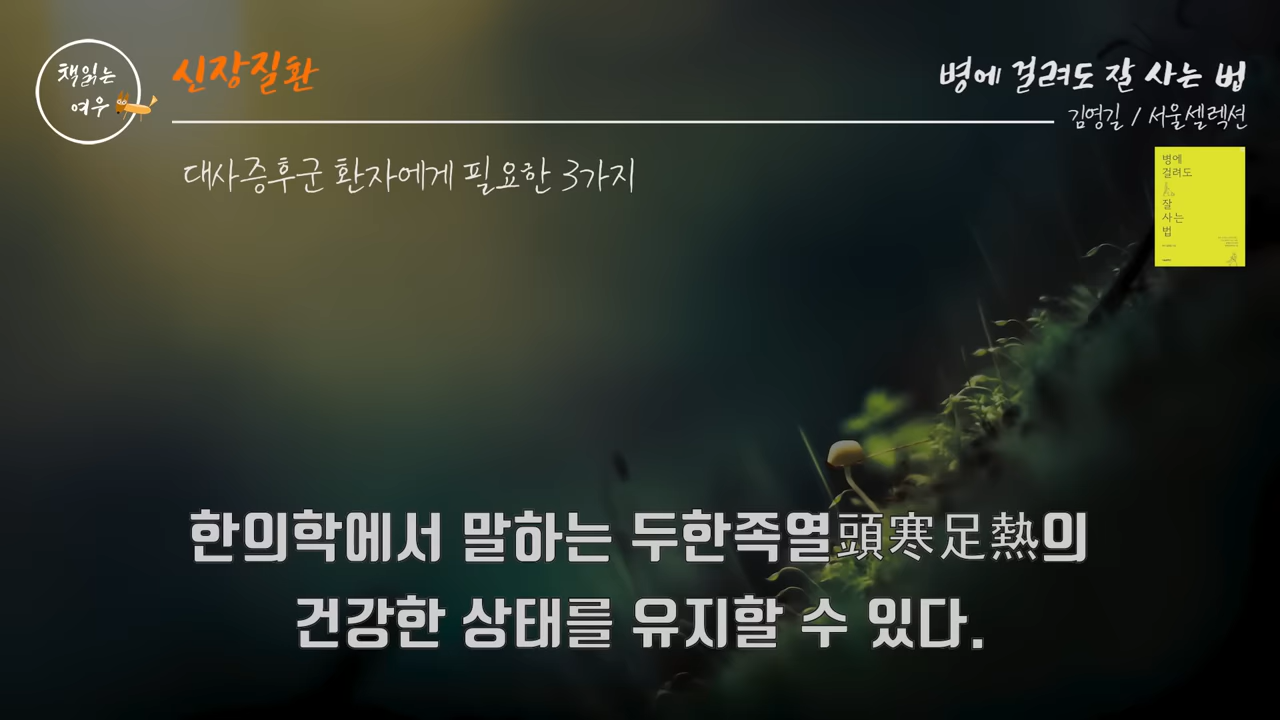 책읽는
여우
신장질환
병에 걸려도 잘 사는 법
김영길 / 서울셀렉션
대사증후군 환자에게 필요한 3가지
병에
걸려도
잘
사는
법
한의학에서 말하는 두한족열頭寒足熱의
건강한 상태를 유지할 수 있다.